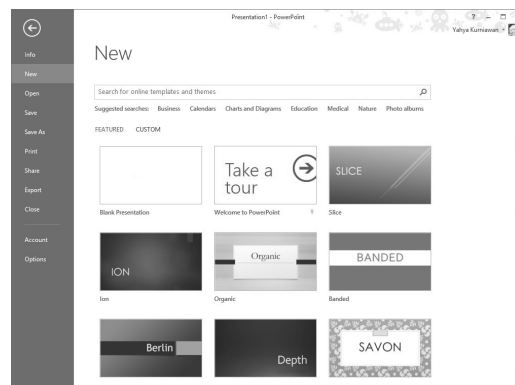 Presentation1 - PowerPoint
? – 
Yahya Kurniawan
Info
New
Open
Save
Save As
Print
Share
Export
Close
Account
Options
New
Search for online templates and themes
Suggested searches: Business Calendars Charts and Diagrams Education Medical Nature Photo albums
FEATURED CUSTOM
Take a
tour
SLICE
Blank Presentation Welcome to PowerPoint Slice
ION
Organic
BANDED
Ion Organic Banded
Berlin
Depth
SAVON